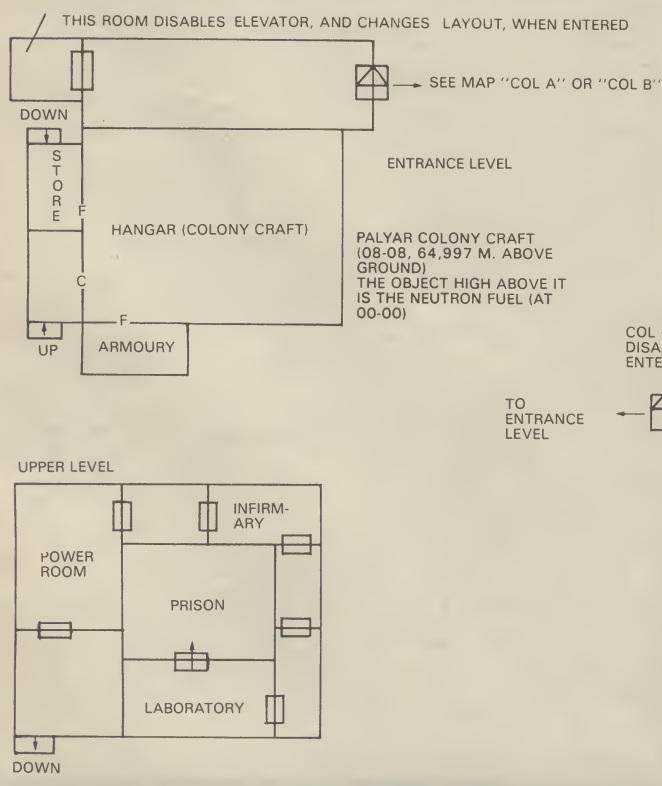 THIS ROOM DISABLES ELEVATOR, AND CHANGES LAYOUT, WHEN ENTERED
SEE MAP "COL A" OR "COL B"
DOWN
STORE
F
ENTRANCE LEVEL
HANGAR (COLONY CRAFT)
PALYAR COLONY CRAFT
(08-08, 64,997 M. ABOVE
GROUND)
THE OBJECT HIGH ABOVE IT
IS THE NEUTRON FUEL (AT
00-00)
C
F
UP
ARMOURY
COL
DISA
ENTE
TO
ENTRANCE
LEVEL
UPPER LEVEL
INFIRM-
ARY
POWER
ROOM
PRISON
LABORATORY
DOWN